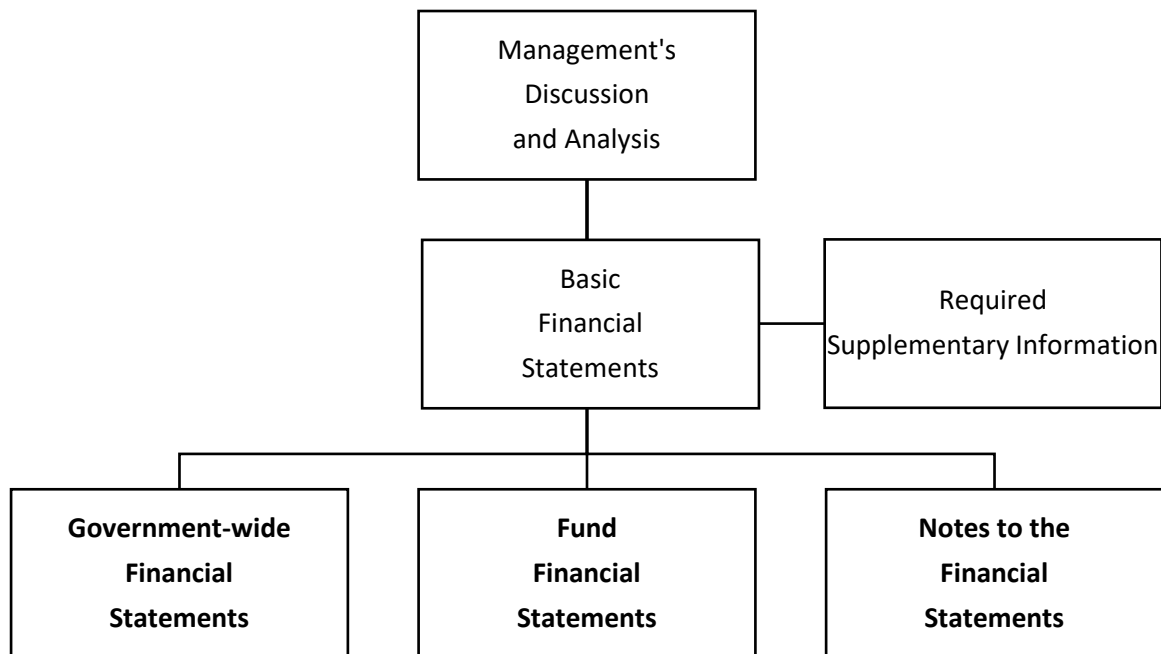 Management's
Discussion
and Analysis
Basic
Financial
Statements
Required
Supplementary Information
Government-wide
Financial
Statements
Fund
Financial
Statements
Notes to the
Financial
Statements